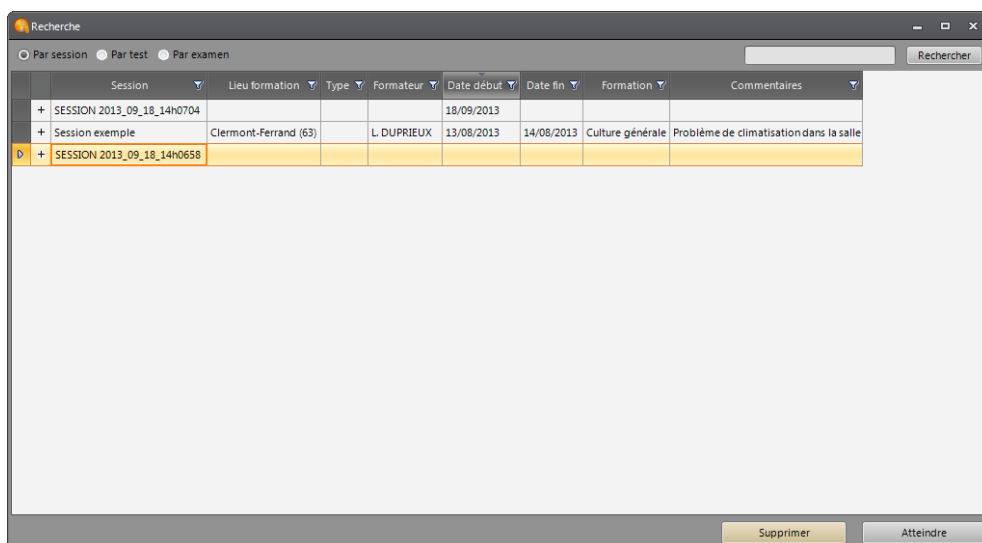 Recherche
Par session Par test Par examen Rechercher
Session Lieu formation Type Formateur Date début Date fin Formation Commentaires
+ SESSION 2013_09_18_14h0704 18/09/2013
+ Session exemple Clermont-Ferrand (63) L. DUPRIEUX 13/08/2013 14/08/2013 Culture générale Problème de climatisation dans la salle
+ SESSION 2013_09_18_14h0658
Supprimer Atteindre